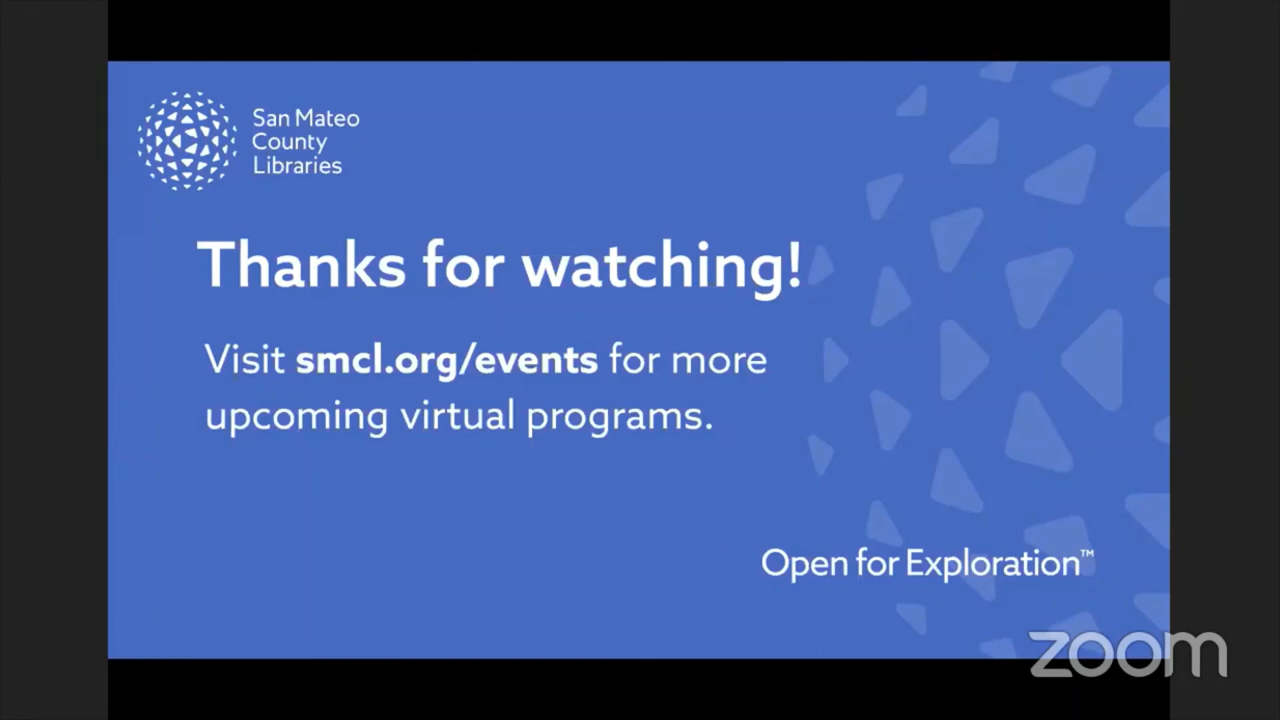 San Mateo
County
Libraries
Thanks for watching!
Visit smcl.org/events for more
upcoming virtual programs.
Open for Exploration™
zoom